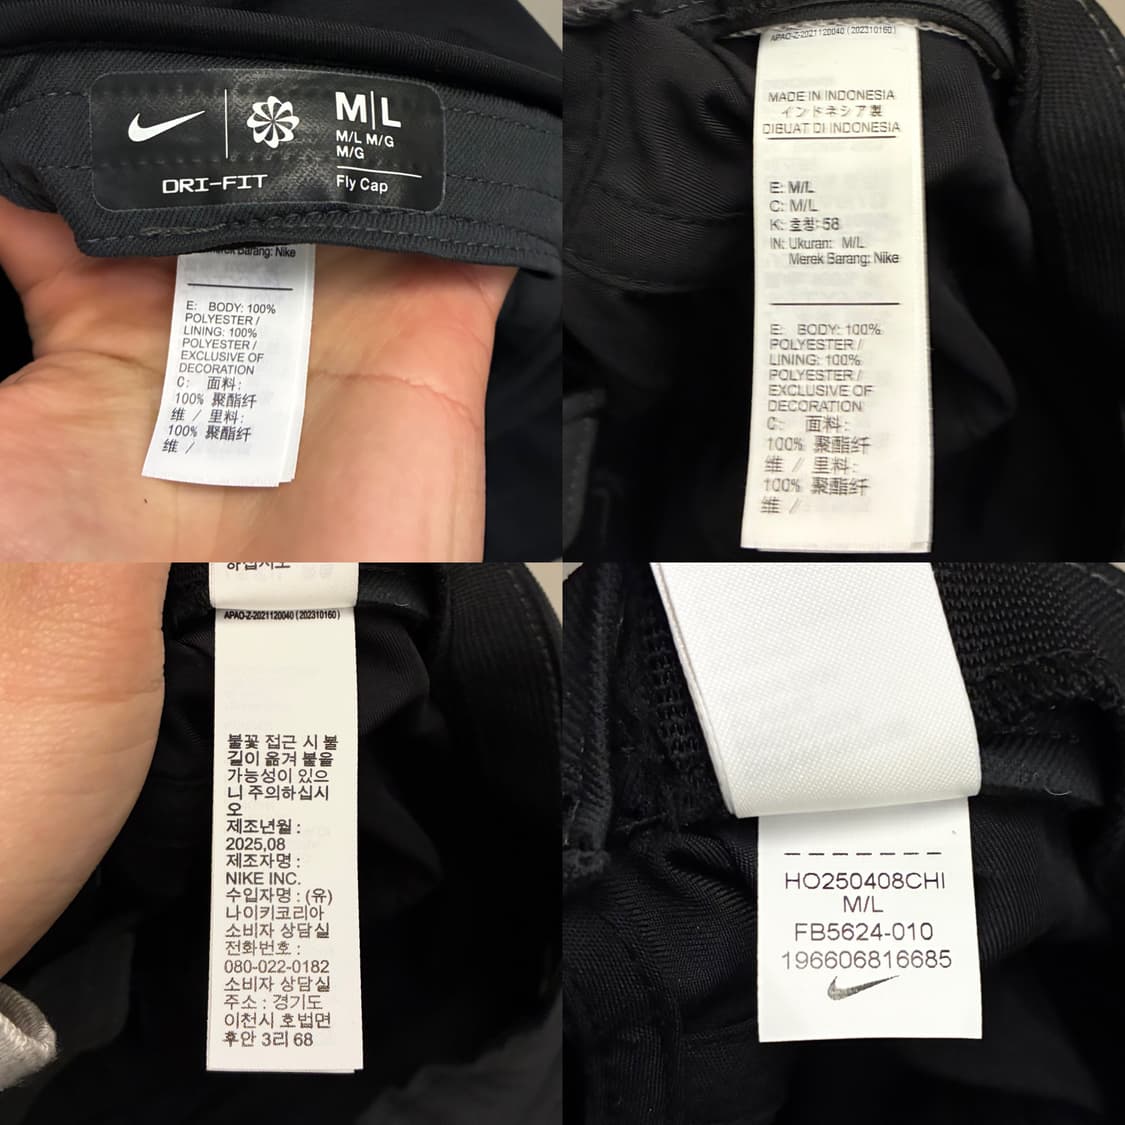 M|L
M/L M/G
M/G
DRI-FIT
Fly Cap
Merek Barang: Nike
E: BODY: 100%
POLYESTER /
LINING: 100%
POLYESTER /
EXCLUSIVE OF
DECORATION
C: 面料:
100% 聚酯纤
维 / 里料:
100% 聚酯纤
维 /
APAO-Z-2021120040 (202310160)
MADE IN INDONESIA
インドネシア製
DIBUAT DI INDONESIA
E: M/L
C: M/L
K: 호칭: 58
IN: Ukuran: M/L
Merek Barang: Nike
E: BODY: 100%
POLYESTER /
LINING: 100%
POLYESTER /
EXCLUSIVE OF
DECORATION
C: 面料:
100% 聚酯纤
维 / 里料:
100% 聚酯纤
维 /
하십시오
APAO-Z-2021120040 (202310160)
불꽃 접근 시 불
길이 옮겨 붙을
가능성이 있으
니 주의하십시
오
제조년월 :
2025,08
제조자명 :
NIKE INC.
수입자명 : (유)
나이키코리아
소비자 상담실
전화번호 :
080-022-0182
소비자 상담실
주소 : 경기도
이천시 호법면
후안 3리 68
HO250408CHI
M/L
FB5624-010
196606816685